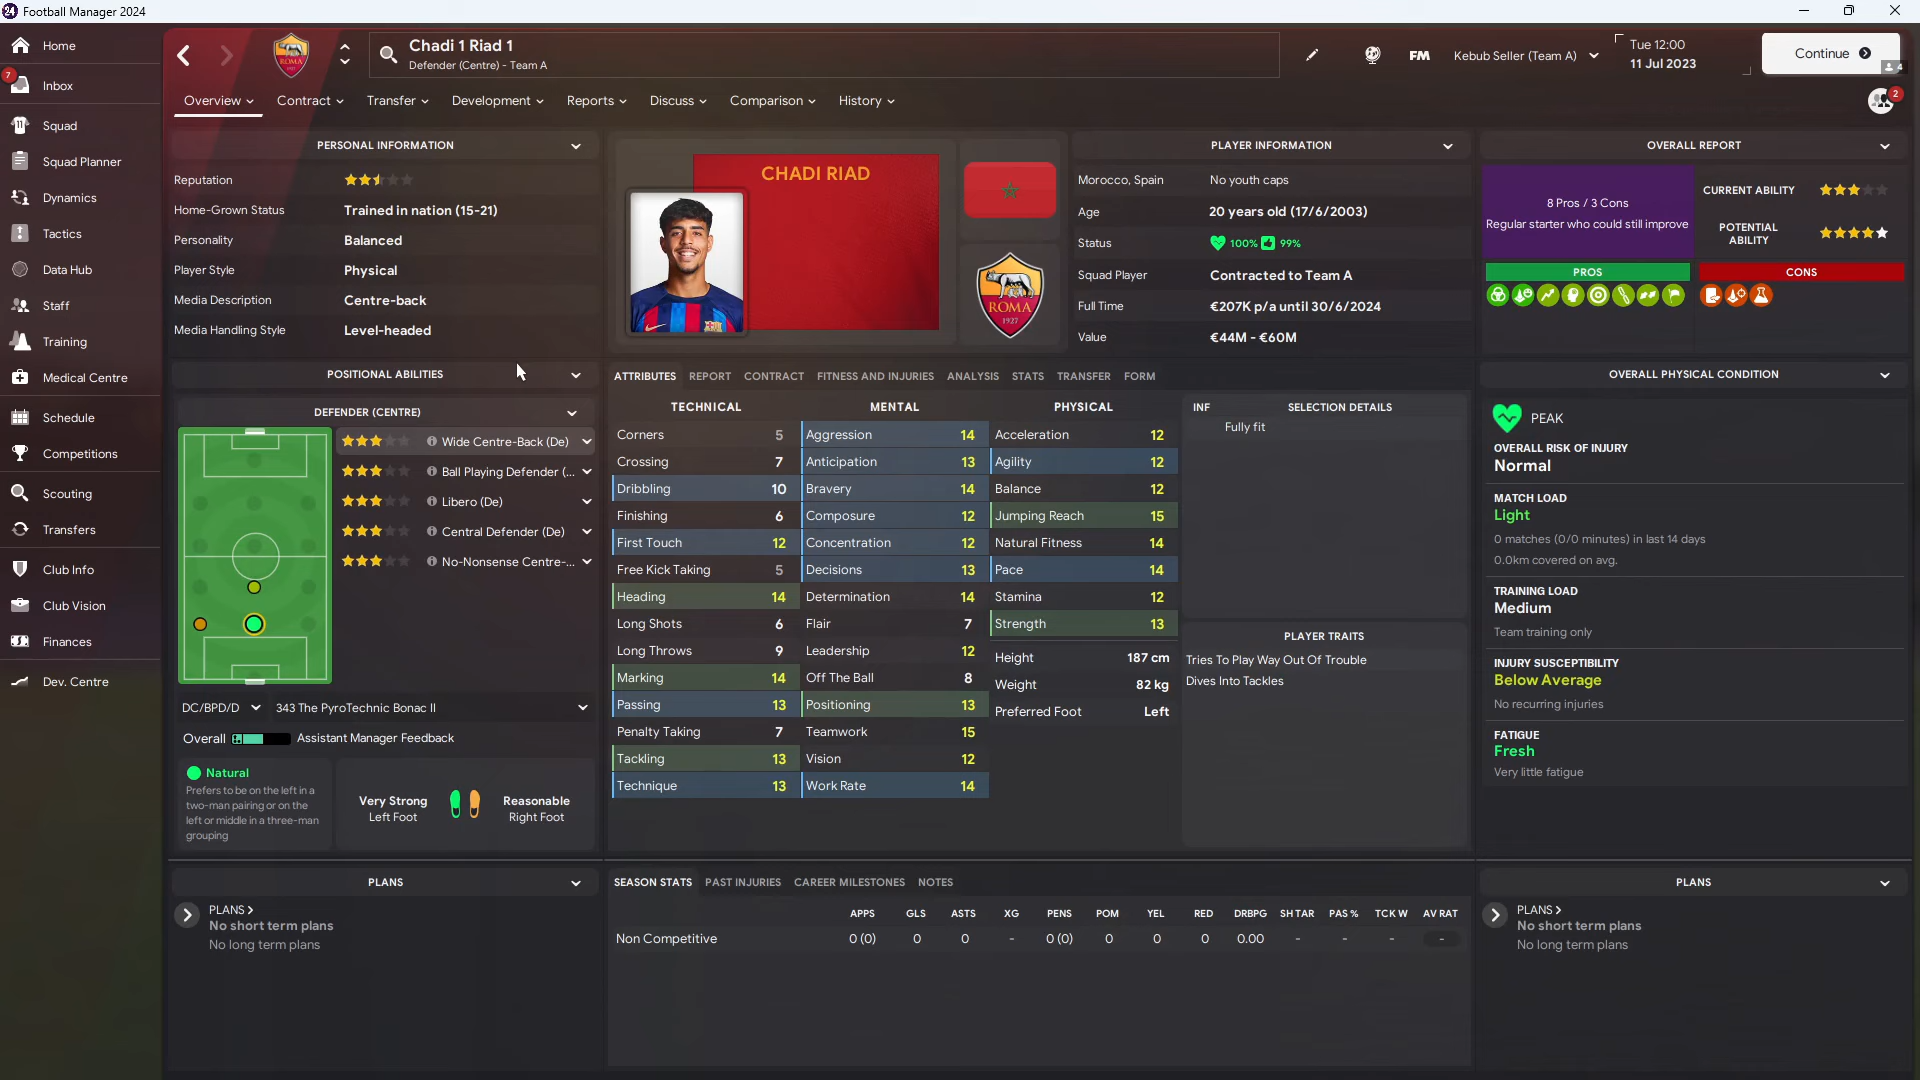 24 Football Manager 2024
Home
7
Inbox
Squad
Squad Planner
Dynamics
Tactics
Data Hub
Staff
Training
Medical Centre
Schedule
Competitions
Scouting
Transfers
Club Info
Club Vision
Finances
Dev. Centre
ROMA
Chadi 1 Riad 1
Defender (Centre) - Team A
FM
Kebub Seller (Team A)
Tue 12:00
11 Jul 2023
Continue
4
Overview Contract Transfer Development Reports Discuss Comparison History
2
PERSONAL INFORMATION
Reputation
Home-Grown Status Trained in nation (15-21)
Personality Balanced
Player Style Physical
Media Description Centre-back
Media Handling Style Level-headed
CHADI RIAD
ROMA
1927
PLAYER INFORMATION
Morocco, Spain No youth caps
Age 20 years old (17/6/2003)
Status 100% 99%
Squad Player Contracted to Team A
Full Time €207K p/a until 30/6/2024
Value €44M - €60M
OVERALL REPORT
8 Pros / 3 Cons
Regular starter who could still improve
CURRENT ABILITY
POTENTIAL
ABILITY
PROS CONS
POSITIONAL ABILITIES
DEFENDER (CENTRE)
Wide Centre-Back (De)
Ball Playing Defender (...
Libero (De)
Central Defender (De)
No-Nonsense Centre-...
DC/BPD/D 343 The PyroTechnic Bonac II
Overall Assistant Manager Feedback
Natural
Prefers to be on the left in a
two-man pairing or on the
left or middle in a three-man
grouping
Very Strong
Left Foot
Reasonable
Right Foot
ATTRIBUTES REPORT CONTRACT FITNESS AND INJURIES ANALYSIS STATS TRANSFER FORM
TECHNICAL
Corners 5
Crossing 7
Dribbling 10
Finishing 6
First Touch 12
Free Kick Taking 5
Heading 14
Long Shots 6
Long Throws 9
Marking 14
Passing 13
Penalty Taking 7
Tackling 13
Technique 13
MENTAL
Aggression 14
Anticipation 13
Bravery 14
Composure 12
Concentration 12
Decisions 13
Determination 14
Flair 7
Leadership 12
Off The Ball 8
Positioning 13
Teamwork 15
Vision 12
Work Rate 14
PHYSICAL
Acceleration 12
Agility 12
Balance 12
Jumping Reach 15
Natural Fitness 14
Pace 14
Stamina 12
Strength 13
Height 187 cm
Weight 82 kg
Preferred Foot Left
INF SELECTION DETAILS
Fully fit
PLAYER TRAITS
Tries To Play Way Out Of Trouble
Dives Into Tackles
OVERALL PHYSICAL CONDITION
PEAK
OVERALL RISK OF INJURY
Normal
MATCH LOAD
Light
0 matches (0/0 minutes) in last 14 days
0.0km covered on avg.
TRAINING LOAD
Medium
Team training only
INJURY SUSCEPTIBILITY
Below Average
No recurring injuries
FATIGUE
Fresh
Very little fatigue
PLANS
PLANS >
No short term plans
No long term plans
SEASON STATS PAST INJURIES CAREER MILESTONES NOTES
APPS GLS ASTS XG PENS POM YEL RED DRBPG SH TAR PAS % TCK W AV RAT
Non Competitive 0 (0) 0 0 - 0 (0) 0 0 0 0.00 - - - -
PLANS
PLANS >
No short term plans
No long term plans